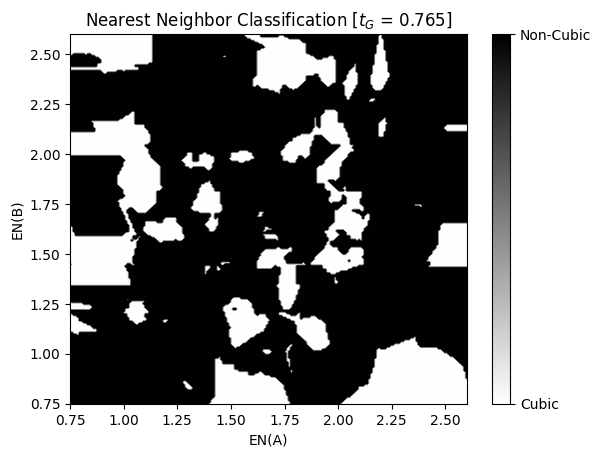 Nearest Neighbor Classification [t_G = 0.765]
Non-Cubic
2.50
2.25
2.00
1.75
1.50
1.25
1.00
0.75
EN(B)
0.75 1.00 1.25 1.50 1.75 2.00 2.25 2.50
EN(A)
Cubic